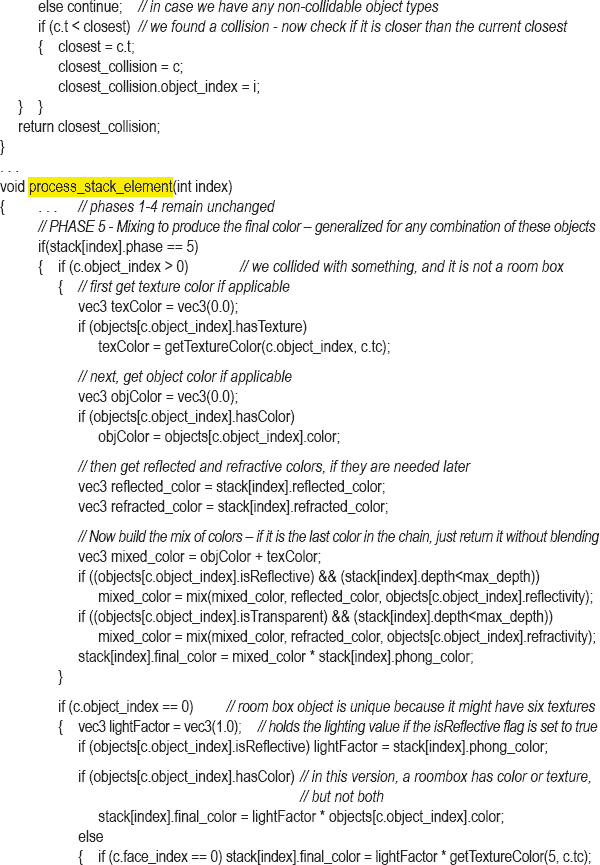 else continue; // in case we have any non-collidable object types
if (c.t < closest) // we found a collision - now check if it is closer than the current closest
{ closest = c.t;
closest_collision = c;
closest_collision.object_index = i;
} }
return closest_collision;
}
. . .
void process_stack_element(int index)
{ . . . // phases 1-4 remain unchanged
// PHASE 5 - Mixing to produce the final color – generalized for any combination of these objects
if(stack[index].phase == 5)
{ if (c.object_index > 0) // we collided with something, and it is not a room box
{ // first get texture color if applicable
vec3 texColor = vec3(0.0);
if (objects[c.object_index].hasTexture)
texColor = getTextureColor(c.object_index, c.tc);
// next, get object color if applicable
vec3 objColor = vec3(0.0);
if (objects[c.object_index].hasColor)
objColor = objects[c.object_index].color;
// then get reflected and refractive colors, if they are needed later
vec3 reflected_color = stack[index].reflected_color;
vec3 refracted_color = stack[index].refracted_color;
// Now build the mix of colors – if it is the last color in the chain, just return it without blending
vec3 mixed_color = objColor + texColor;
if ((objects[c.object_index].isReflective) && (stack[index].depth<max_depth))
mixed_color = mix(mixed_color, reflected_color, objects[c.object_index].reflectivity);
if ((objects[c.object_index].isTransparent) && (stack[index].depth<max_depth))
mixed_color = mix(mixed_color, refracted_color, objects[c.object_index].refractivity);
stack[index].final_color = mixed_color * stack[index].phong_color;
}
if (c.object_index == 0) // room box object is unique because it might have six textures
{ vec3 lightFactor = vec3(1.0); // holds the lighting value if the isReflective flag is set to true
if (objects[c.object_index].isReflective) lightFactor = stack[index].phong_color;
if (objects[c.object_index].hasColor) // in this version, a roombox has color or texture,
// but not both
stack[index].final_color = lightFactor * objects[c.object_index].color;
else
{ if (c.face_index == 0) stack[index].final_color = lightFactor * getTextureColor(5, c.tc);